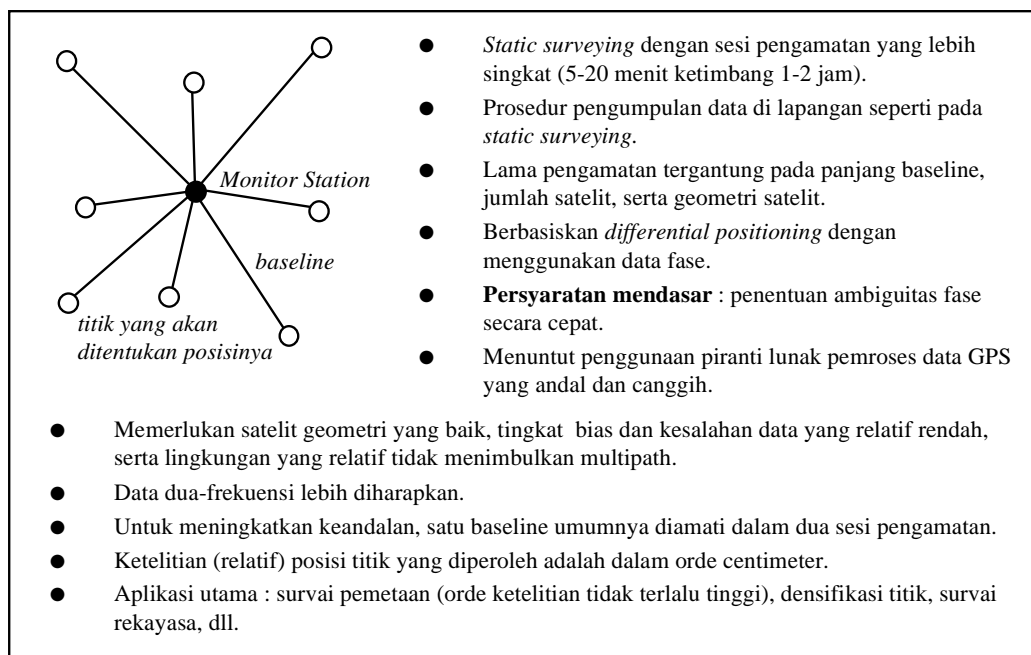 Monitor Station
baseline
titik yang akan
ditentukan posisinya
● Static surveying dengan sesi pengamatan yang lebih
singkat (5-20 menit ketimbang 1-2 jam).
● Prosedur pengumpulan data di lapangan seperti pada
static surveying.
● Lama pengamatan tergantung pada panjang baseline,
jumlah satelit, serta geometri satelit.
● Berbasiskan differential positioning dengan
menggunakan data fase.
● Persyaratan mendasar : penentuan ambiguitas fase
secara cepat.
● Menuntut penggunaan piranti lunak pemroses data GPS
yang andal dan canggih.
● Memerlukan satelit geometri yang baik, tingkat bias dan kesalahan data yang relatif rendah,
serta lingkungan yang relatif tidak menimbulkan multipath.
● Data dua-frekuensi lebih diharapkan.
● Untuk meningkatkan keandalan, satu baseline umumnya diamati dalam dua sesi pengamatan.
● Ketelitian (relatif) posisi titik yang diperoleh adalah dalam orde centimeter.
● Aplikasi utama : survai pemetaan (orde ketelitian tidak terlalu tinggi), densifikasi titik, survai
rekayasa, dll.